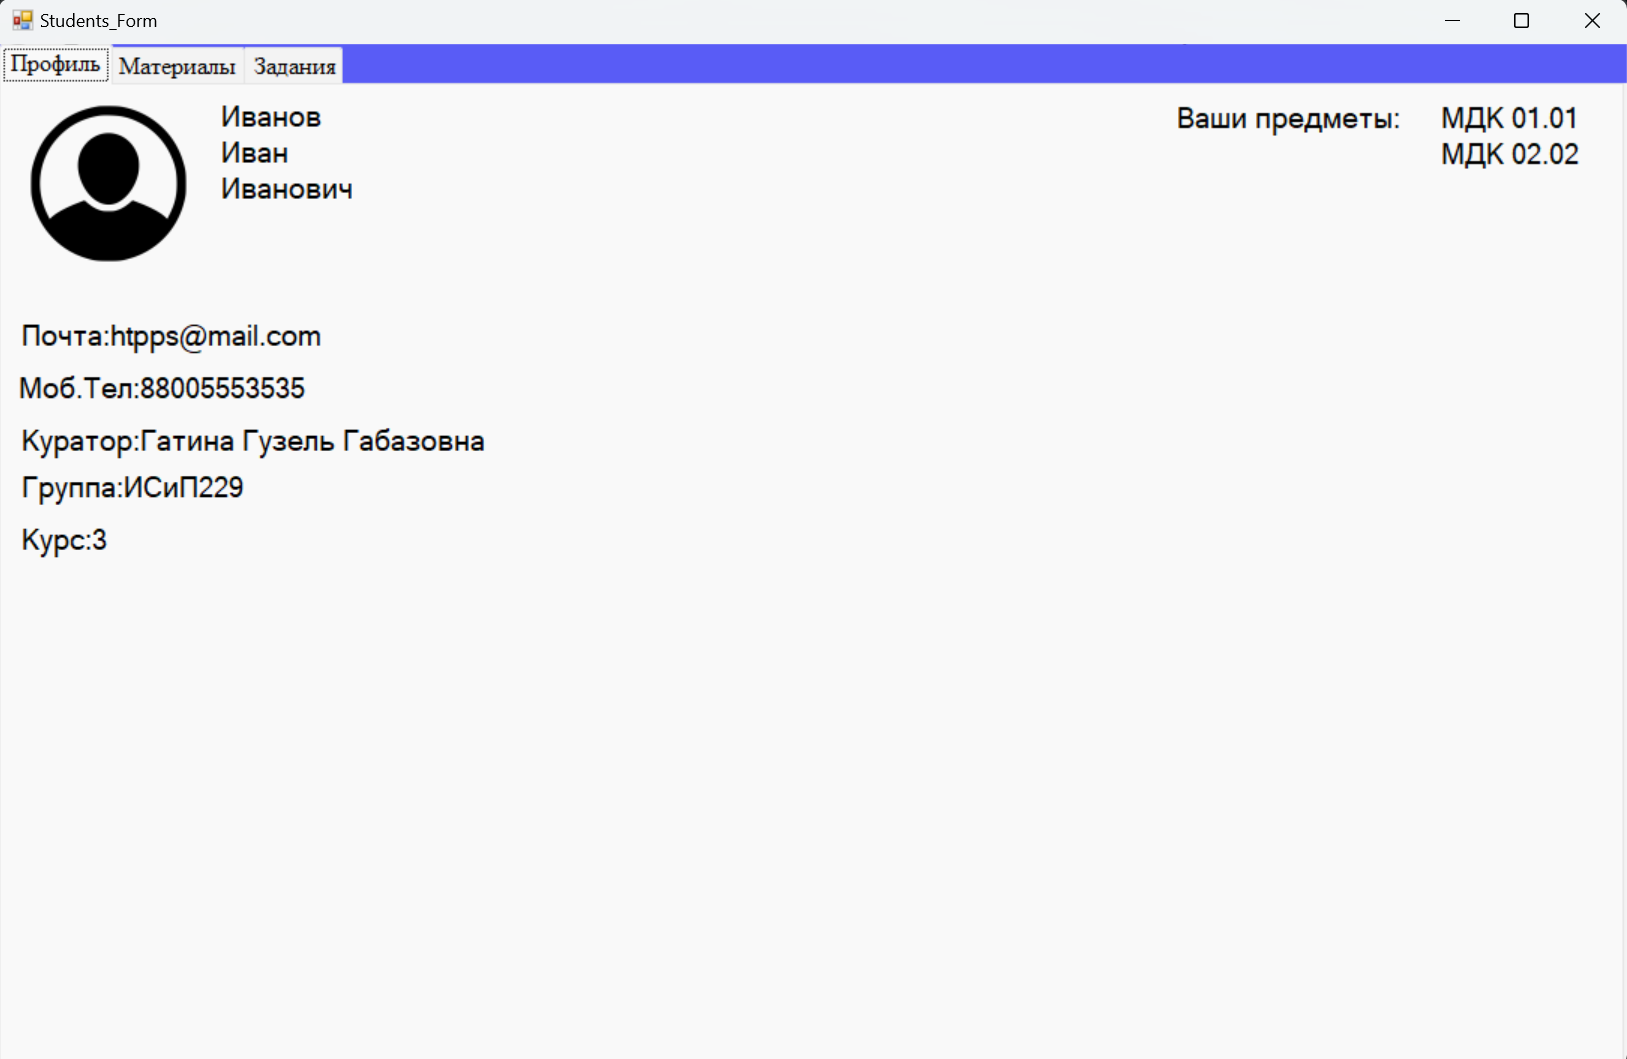 Students_Form
Профиль Материалы Задания
Иванов
Иван
Иванович
Ваши предметы: МДК 01.01
МДК 02.02
Почта:htpps@mail.com
Моб.Тел:88005553535
Куратор:Гатина Гузель Габазовна
Группа:ИСиП229
Курс:3